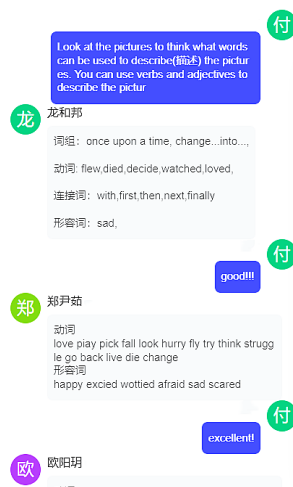 付
Look at the pictures to think what words
can be used to describe(描述) the pictur
es. You can use verbs and adjectives to
describe the pictur
龙
龙和邦
词组：once upon a time, change...into...,
动词: flew,died,decide,watched,loved,
连接词：with,first,then,next,finally
形容词：sad,
付
good!!!
郑
郑尹茹
动词
love piay pick fall look hurry fly try think strugg
le go back live die change
形容词
happy excied wottied afraid sad scared
付
excellent!
欧
欧阳玥